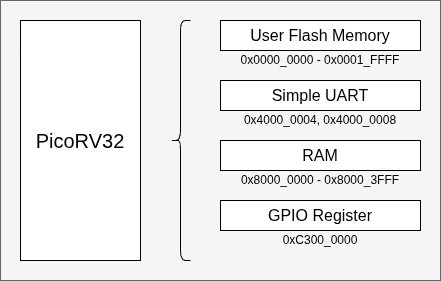 PicoRV32
User Flash Memory
0x0000_0000 - 0x0001_FFFF
Simple UART
0x4000_0004, 0x4000_0008
RAM
0x8000_0000 - 0x8000_3FFF
GPIO Register
0xC300_0000